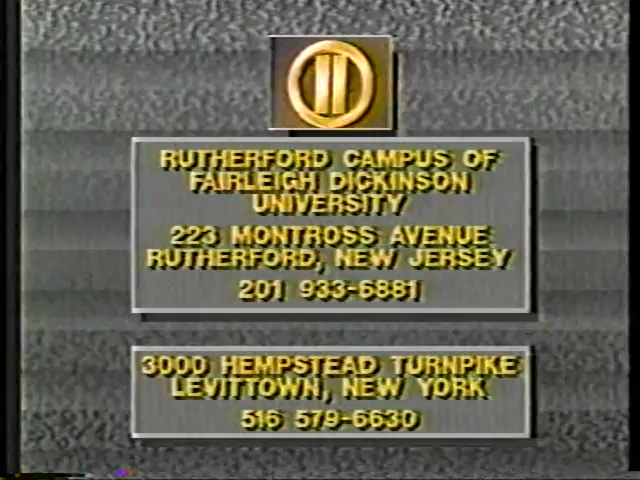 11
RUTHERFORD CAMPUS OF
FAIRLEIGH DICKINSON
UNIVERSITY
223 MONTROSS AVENUE
RUTHERFORD, NEW JERSEY
201 933-6881
3000 HEMPSTEAD TURNPIKE
LEVITTOWN, NEW YORK
516 579-6630